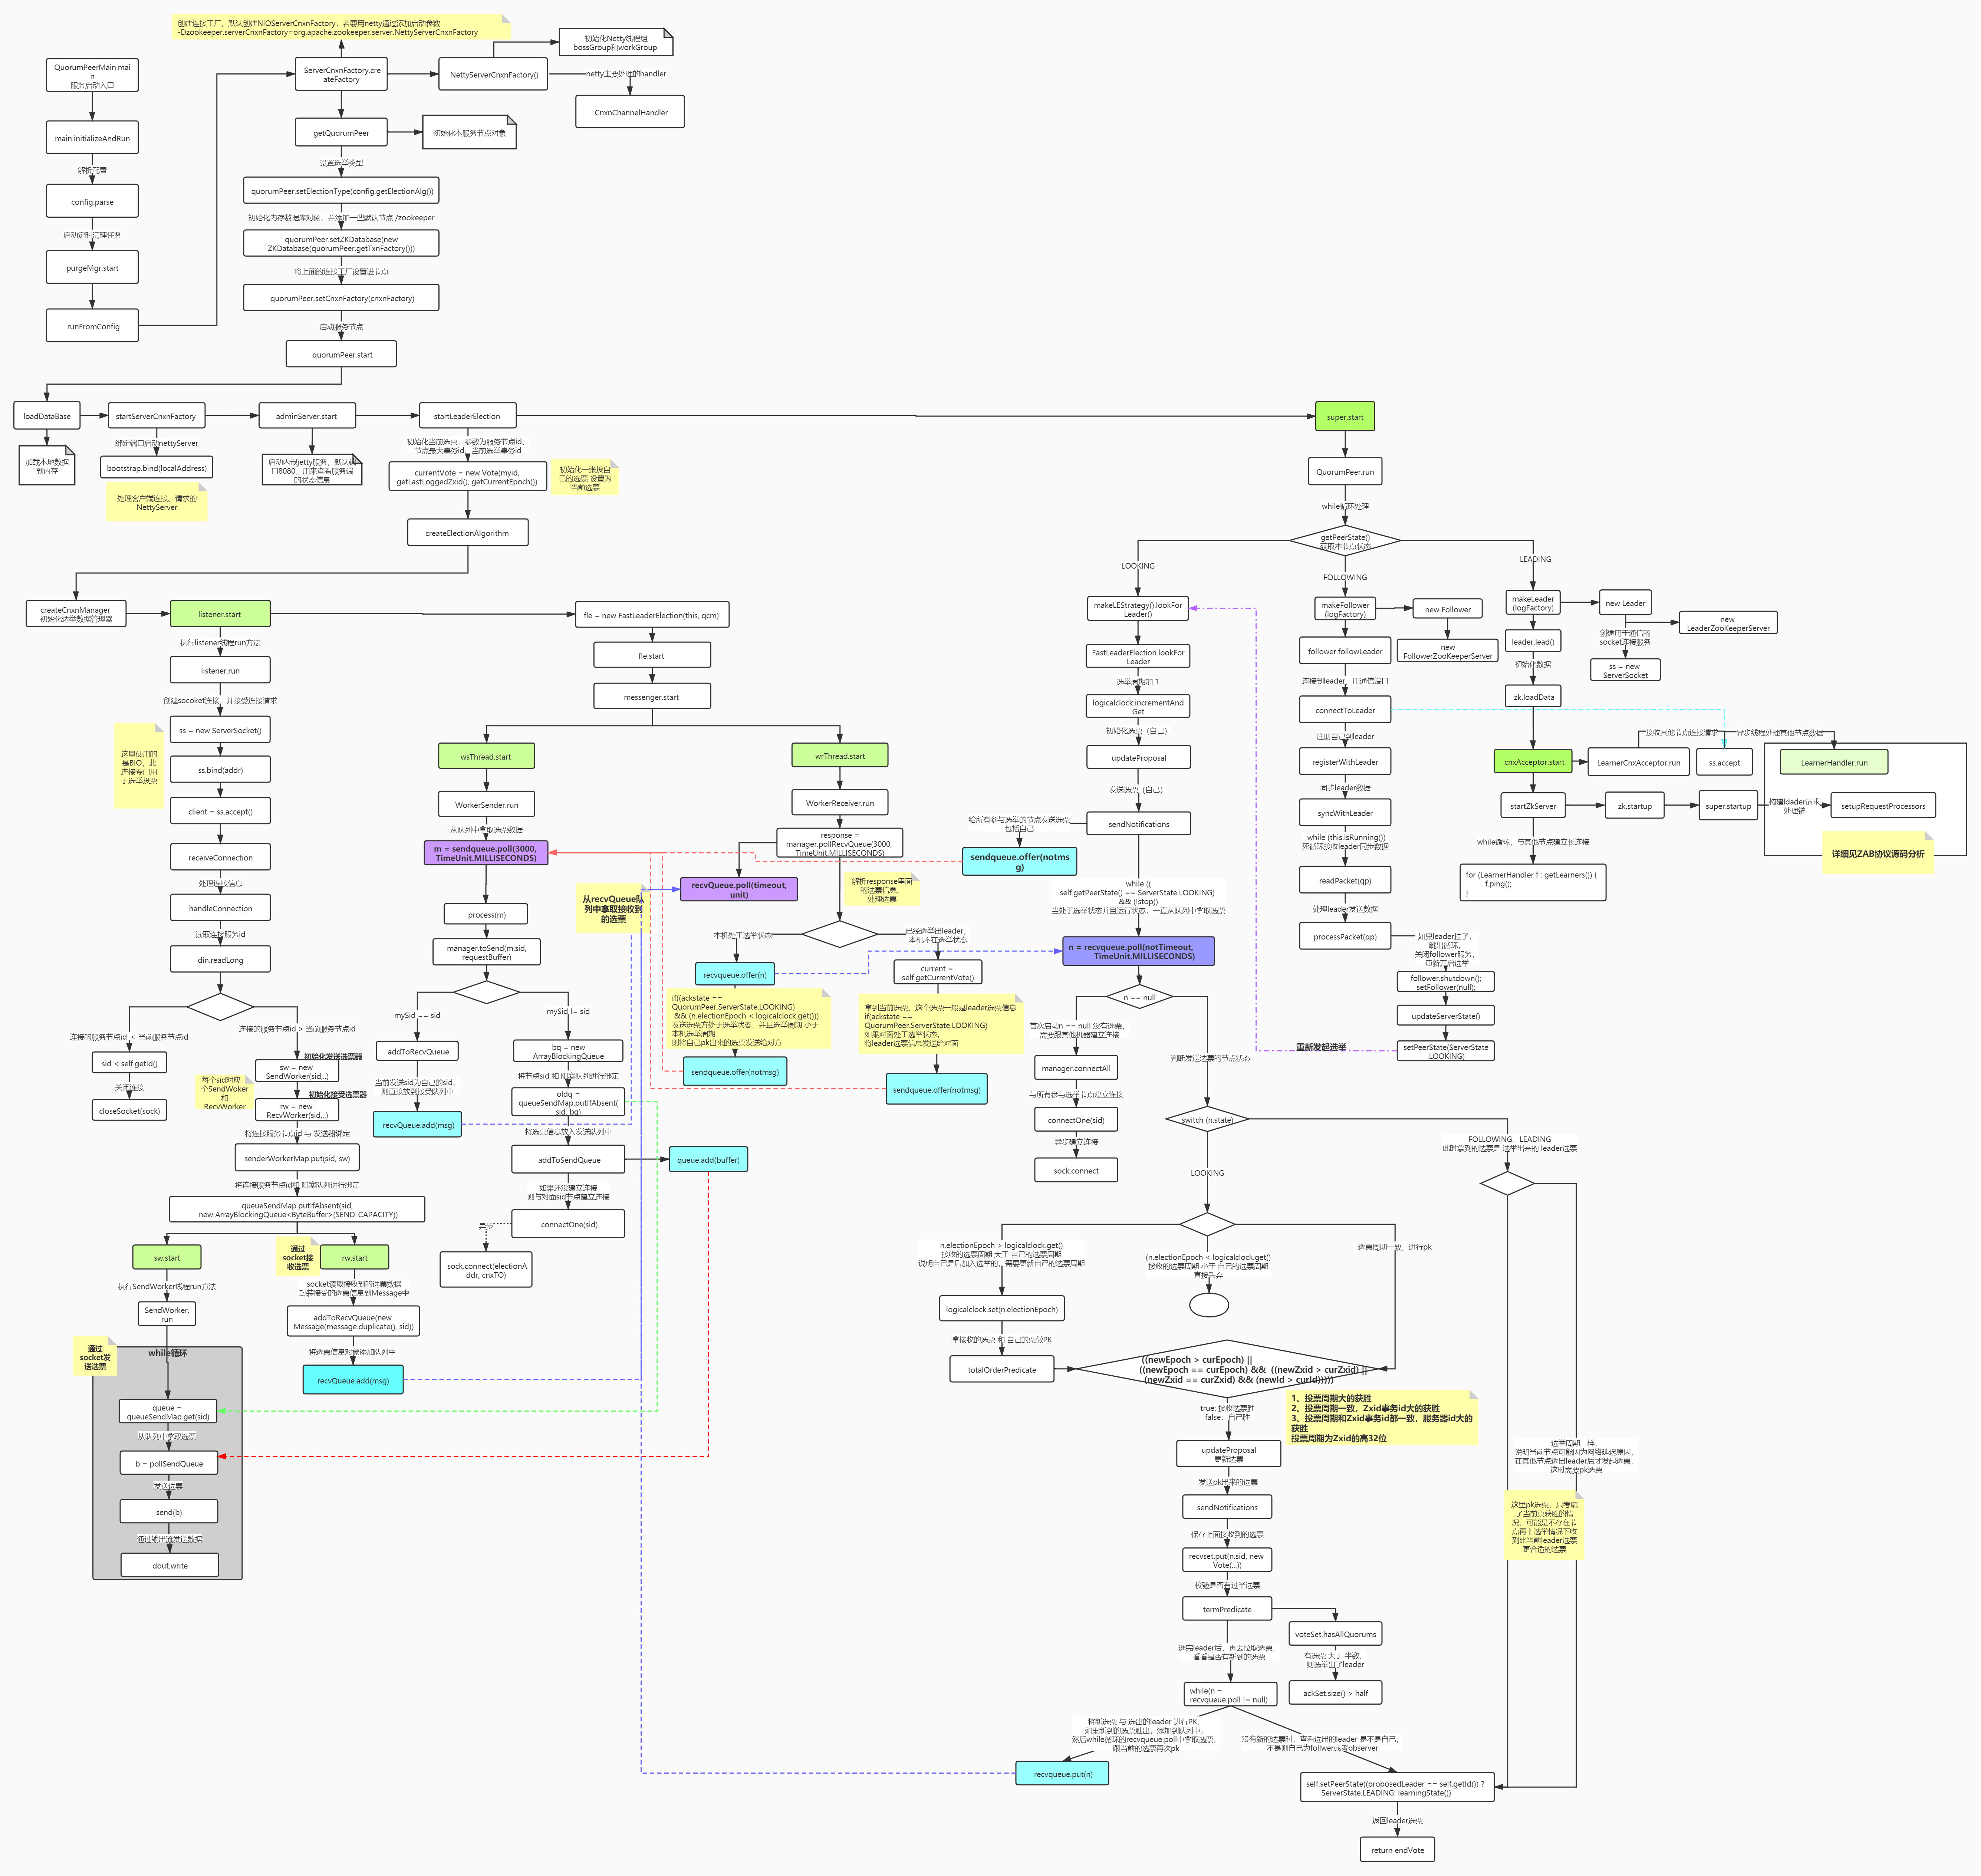 创建连接工厂，默认创建NIOServerCnxnFactory，若要用netty通过添加启动参数
-Dzookeeper.serverCnxnFactory=org.apache.zookeeper.server.NettyServerCnxnFactory
初始化Netty线程组
bossGroup和workGroup
QuorumPeerMain.mai
n
服务启动入口
ServerCnxnFactory.cre
ateFactory
NettyServerCnxnFactory()
netty主要处理的handler
CnxnChannelHandler
main.initializeAndRun
getQuorumPeer
初始化本服务节点对象
解析配置
设置选举类型
config.parse
quorumPeer.setElectionType(config.getElectionAlg())
初始化内存数据库对象，并添加一些默认节点 /zookeeper
启动定时清理任务
quorumPeer.setZKDatabase(new
ZKDatabase(quorumPeer.getTxnFactory()))
purgeMgr.start
将上面的连接工厂设置进节点
quorumPeer.setCnxnFactory(cnxnFactory)
runFromConfig
启动服务节点
quorumPeer.start
loadDataBase
startServerCnxnFactory
adminServer.start
startLeaderElection
super.start
加载本地数据
到内存
绑定端口启动nettyServer
bootstrap.bind(localAddress)
处理客户端连接、请求的
NettyServer
启动内嵌jetty服务，默认端
口8080，用来查看服务端
的状态信息
初始化当前选票，参数为服务节点id、
节点最大事务id、当前选举事务id
currentVote = new Vote(myid,
getLastLoggedZxid(), getCurrentEpoch())
初始化一张投自
己的选票 设置为
当前选票
createElectionAlgorithm
QuorumPeer.run
while循环处理
getPeerState()
获取本节点状态
LOOKING
FOLLOWING
LEADING
createCnxnManager
初始化选举数据管理器
listener.start
fle = new FastLeaderElection(this, qcm)
执行listener线程run方法
listener.run
创建socoket连接，并接受连接请求
ss = new ServerSocket()
这里使用的
是BIO，此
连接专门用
于选举投票
ss.bind(addr)
client = ss.accept()
receiveConnection
处理连接信息
handleConnection
读取连接服务id
din.readLong
连接的服务节点id < 当前服务节点id
连接的服务节点id > 当前服务节点id
sid < self.getId()
关闭连接
closeSocket(sock)
初始化发送选票器
sw = new
SendWorker(sid,..)
每个sid对应一
个SendWoker
和
RecvWorker
初始化接受选票器
rw = new
RecvWorker(sid,..)
将连接服务节点id 与 发送器绑定
senderWorkerMap.put(sid, sw)
将连接服务节点id和 阻塞队列进行绑定
queueSendMap.putIfAbsent(sid,
new ArrayBlockingQueue<ByteBuffer>(SEND_CAPACITY))
sw.start
通过
socket接
收选票
rw.start
执行SendWorker线程run方法
SendWorker.
run
socket读取接收到的选票数据
封装接受的选票信息到Message中
addToRecvQueue(new
Message(message.duplicate(), sid))
将选票信息对象添加队列中
recvQueue.add(msg)
通过
socket发
送选票
while循环
queue =
queueSendMap.get(sid)
从队列中拿取选票
b = pollSendQueue
发送选票
send(b)
通过输出流发送数据
dout.write
fle.start
messenger.start
wsThread.start
wrThread.start
WorkerSender.run
从队列中拿取选票数据
m = sendqueue.poll(3000,
TimeUnit.MILLISECONDS)
process(m)
manager.toSend(m.sid,
requestBuffer)
mySid == sid
mySid != sid
addToRecvQueue
当前发送sid为自己的sid,
则直接放到接受队列中
recvQueue.add(msg)
bq = new
ArrayBlockingQueue
将节点sid 和 阻塞队列进行绑定
oldq =
queueSendMap.putIfAbsent(
sid, bq)
将选票信息放入发送队列中
addToSendQueue
queue.add(buffer)
如果还没建立连接
则与对面sid节点建立连接
connectOne(sid)
异步
sock.connect(electionA
ddr, cnxTO)
WorkerReceiver.run
response =
manager.pollRecvQueue(3000,
TimeUnit.MILLISECONDS)
recvQueue.poll(timeout,
unit)
从recvQueue队
列中拿取接收到
的选票
解析response里面
的选票信息，
处理选票
本机处于选举状态
已经选举出leader，
本机不在选举状态
recvqueue.offer(n)
current =
self.getCurrentVote()
if((ackstate ==
QuorumPeer.ServerState.LOOKING)
&& (n.electionEpoch < logicalclock.get()))
发送选票方处于选举状态，并且选举周期 小于
本机选举周期，
则将自己pk出来的选票发送给对方
sendqueue.offer(notmsg)
拿到当前选票，这个选票一般是leader选票信息
if(ackstate ==
QuorumPeer.ServerState.LOOKING)
如果对面处于选举状态，
将leader选票信息发送给对面
sendqueue.offer(notmsg)
makeLEStrategy().lookFor
Leader()
FastLeaderElection.lookFor
Leader
选举周期加 1
logicalclock.incrementAnd
Get
初始化选票（自己）
updateProposal
发送选票（自己）
给所有参与选举的节点发送选票
包括自己
sendNotifications
sendqueue.offer(notms
g)
while ((
self.getPeerState() == ServerState.LOOKING)
&& (!stop))
当处于选举状态并且运行状态，一直从队列中拿取选票
n = recvqueue.poll(notTimeout,
TimeUnit.MILLISECONDS)
n == null
首次启动n == null 没有选票，
需要跟其他机器建立连接
manager.connectAll
与所有参与选举节点建立连接
connectOne(sid)
异步建立连接
sock.connect
判断发送选票的节点状态
switch (n.state)
LOOKING
FOLLOWING、LEADING
此时拿到的选票是 选举出来的 leader选票
makeFollower
(logFactory)
new Follower
new
FollowerZooKeeperServer
follower.followLeader
连接到leader，用通信端口
connectToLeader
注册自己到leader
registerWithLeader
同步leader数据
syncWithLeader
while (this.isRunning())
死循环接收leader同步数据
readPacket(qp)
处理leader发送数据
processPacket(qp)
如果leader挂了，
跳出循环，
关闭follower服务，
重新开启选举
follower.shutdown();
setFollower(null);
updateServerState()
setPeerState(ServerState
.LOOKING)
重新发起选举
makeLeader
(logFactory)
new Leader
new
LeaderZooKeeperServer
创建用于通信的
socket连接服务
ss = new
ServerSocket
leader.lead()
初始化数据
zk.loadData
cnxAcceptor.start
LearnerCnxAcceptor.run
接收其他节点连接请求
ss.accept
异步线程处理其他节点数据
LearnerHandler.run
startZkServer
zk.startup
super.startup
构建ldader请求
处理链
setupRequestProcessors
详细见ZAB协议源码分析
while循环、与其他节点建立长连接
for (LearnerHandler f : getLearners()) {
f.ping();
}
n.electionEpoch > logicalclock.get()
接收的选票周期 大于 自己的选票周期
说明自己是后加入选举的，需要更新自己的选票周期
(n.electionEpoch < logicalclock.get()
接收的选票周期 小于 自己的选票周期
直接丢弃
选票周期一致，进行pk
logicalclock.set(n.electionEpoch)
拿接收的选票 和 自己的票做PK
totalOrderPredicate
((newEpoch > curEpoch) ||
((newEpoch == curEpoch) && ((newZxid > curZxid) ||
(newZxid == curZxid) && (newId > curId)))))
1、投票周期大的获胜
2、投票周期一致，Zxid事务id大的获胜
3、投票周期和Zxid事务id都一致，服务器id大的
获胜
投票周期为Zxid的高32位
true: 接收选票胜
false：自己胜
updateProposal
更新选票
发送pk出来的选票
sendNotifications
保存上面接收到的选票
recvset.put(n.sid, new
Vote(...))
校验是否有过半选票
termPredicate
voteSet.hasAllQuorums
有选票 大于 半数，
则选举出了leader
ackSet.size() > half
选完leader后，再去拉取选票，
看看是否有新到的选票
while(n =
recvqueue.poll != null)
将新选票 与 选出的leader 进行PK，
如果新到的选票胜出，添加到队列中，
然后while循环的recvqueue.poll中拿取选票，
跟当前的选票再次pk
recvqueue.put(n)
没有新的选票时，查看选出的leader 是不是自己；
不是则自己为follwer或者observer
选举周期一样，
说明当前节点可能因为网络延迟原因，
在其他节点选出leader后才发起选票，
这时需要pk选票
这里pk选票，只考虑
了当前票获胜的情
况，可能是不存在节
点再非选举情况下收
到比当前leader选票
更合适的选票
self.setPeerState((proposedLeader == self.getId()) ?
ServerState.LEADING: learningState())
返回leader选票
return endVote